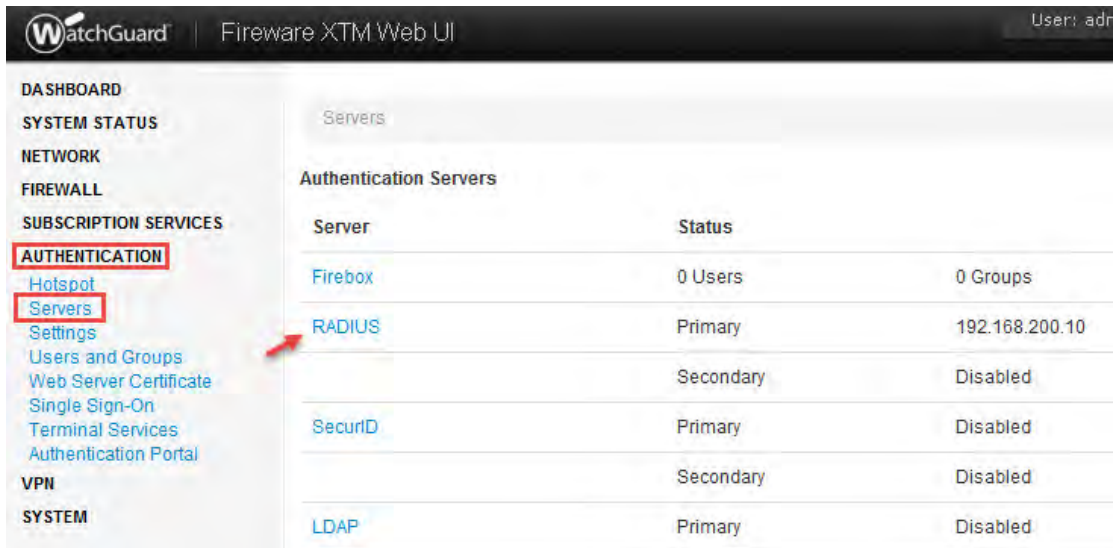 WatchGuard Fireware XTM Web UI User: adr
DASHBOARD
SYSTEM STATUS
NETWORK
FIREWALL
SUBSCRIPTION SERVICES
AUTHENTICATION
Hotspot
Servers
Settings
Users and Groups
Web Server Certificate
Single Sign-On
Terminal Services
Authentication Portal
VPN
SYSTEM
Servers
Authentication Servers
Server Status
Firebox 0 Users 0 Groups
RADIUS Primary 192.168.200.10
Secondary Disabled
SecurID Primary Disabled
Secondary Disabled
LDAP Primary Disabled